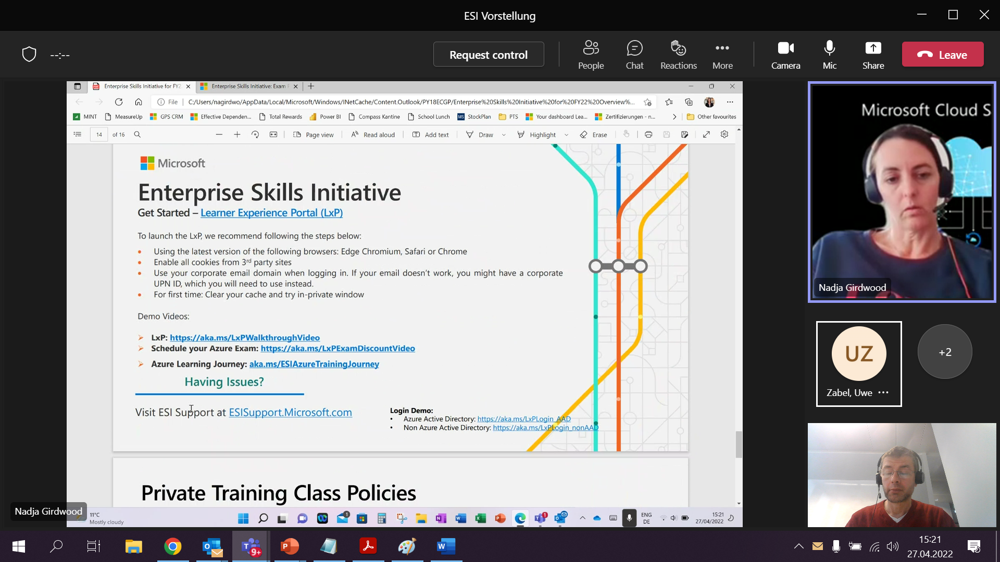 ESI Vorstellung
--:--
Request control
People
Chat
Reactions
More
Camera
Mic
Share
Leave
Enterprise Skills Initiative for FY2
Enterprise Skills Initiative: Exam
File
C:/Users/nagirdwo/AppData/Local/Microsoft/Windows/INetCache/Content.Outlook/PY18ECGP/Enterprise%20Skills%20Initiative%20for%20FY22%20Overview%...
MINT
MeasureUp
GPS CRM
Effective Dependen...
Total Rewards
Power BI
Compass Kantine
School Lunch
MS StockPlan
PTS
Your dashboard Lea...
Zertifizierungen - n...
Other favourites
14 of 16
Page view
Read aloud
Add text
Draw
Highlight
Erase
Microsoft
Enterprise Skills Initiative
Get Started – Learner Experience Portal (LxP)
To launch the LxP, we recommend following the steps below:
• Using the latest version of the following browsers: Edge Chromium, Safari or Chrome
• Enable all cookies from 3rd party sites
• Use your corporate email domain when logging in. If your email doesn't work, you might have a corporate
UPN ID, which you will need to use instead.
• For first time: Clear your cache and try in-private window
Demo Videos:
➢ LxP: https://aka.ms/LxPWalkthroughVideo
➢ Schedule your Azure Exam: https://aka.ms/LxPExamDiscountVideo
➢ Azure Learning Journey: aka.ms/ESIAzureTrainingJourney
Having Issues?
Visit ESI Support at ESISupport.Microsoft.com
Login Demo:
• Azure Active Directory: https://aka.ms/LxPLogin_AAD
• Non Azure Active Directory: https://aka.ms/LxPLogin_nonAAD
Private Training Class Policies
Nadja Girdwood
11°C
Mostly cloudy
1
1
ENG
DE
15:21
27/04/2022
Microsoft Cloud S
Nadja Girdwood
UZ
Zabel, Uwe ...
+2
9+
15:21
27.04.2022